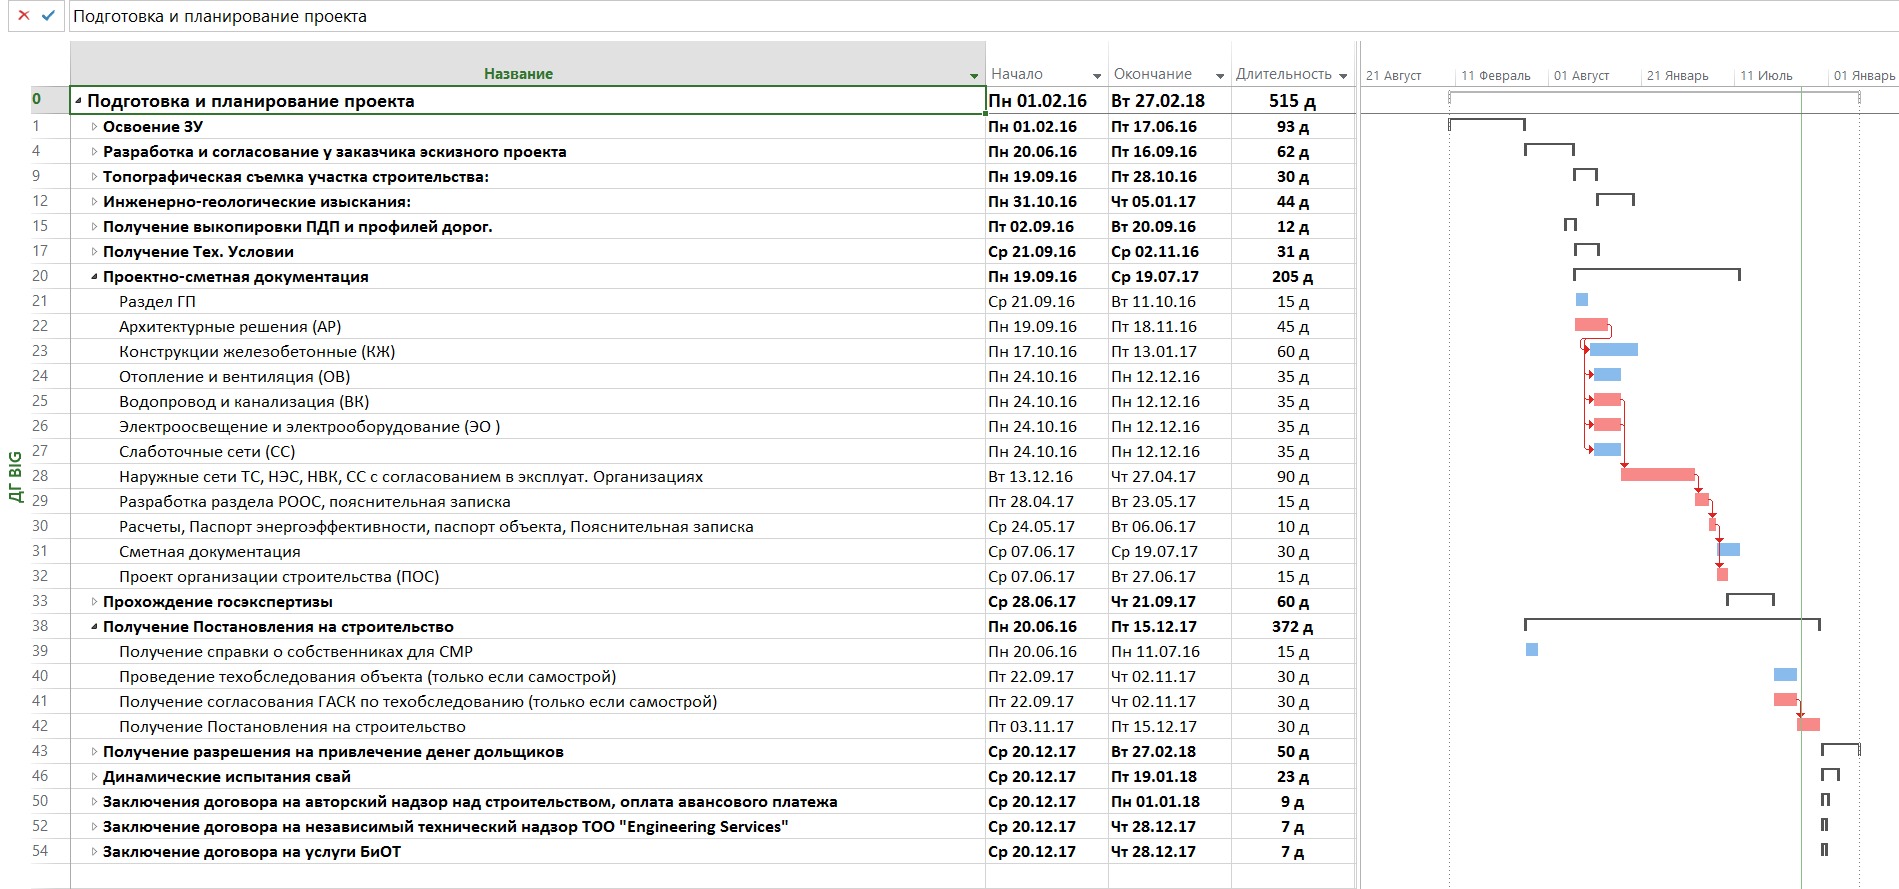 Подготовка и планирование проекта
Название Начало Окончание Длительность 21 Август 11 Февраль 01 Август 21 Январь 11 Июль 01 Январь
0 Подготовка и планирование проекта Пн 01.02.16 Вт 27.02.18 515 д
1 Освоение ЗУ Пн 01.02.16 Пт 17.06.16 93 д
4 Разработка и согласование у заказчика эскизного проекта Пн 20.06.16 Пт 16.09.16 62 д
9 Топографическая съемка участка строительства: Пн 19.09.16 Пт 28.10.16 30 д
12 Инженерно-геологические изыскания: Пн 31.10.16 Чт 05.01.17 44 д
15 Получение выкопировки ПДП и профилей дорог. Пт 02.09.16 Вт 20.09.16 12 д
17 Получение Тех. Условии Ср 21.09.16 Ср 02.11.16 31 д
20 Проектно-сметная документация Пн 19.09.16 Ср 19.07.17 205 д
21 Раздел ГП Ср 21.09.16 Вт 11.10.16 15 д
22 Архитектурные решения (АР) Пн 19.09.16 Пт 18.11.16 45 д
23 Конструкции железобетонные (КЖ) Пн 17.10.16 Пт 13.01.17 60 д
24 Отопление и вентиляция (ОВ) Пн 24.10.16 Пн 12.12.16 35 д
25 Водопровод и канализация (ВК) Пн 24.10.16 Пн 12.12.16 35 д
26 Электроосвещение и электрооборудование (ЭО ) Пн 24.10.16 Пн 12.12.16 35 д
27 Слаботочные сети (СС) Пн 24.10.16 Пн 12.12.16 35 д
28 Наружные сети ТС, НЭС, НВК, СС с согласованием в эксплуат. Организациях Вт 13.12.16 Чт 27.04.17 90 д
29 Разработка раздела РООС, пояснительная записка Пт 28.04.17 Вт 23.05.17 15 д
30 Расчеты, Паспорт энергоэффективности, паспорт объекта, Пояснительная записка Ср 24.05.17 Вт 06.06.17 10 д
31 Сметная документация Ср 07.06.17 Ср 19.07.17 30 д
32 Проект организации строительства (ПОС) Ср 07.06.17 Вт 27.06.17 15 д
33 Прохождение госэкспертизы Ср 28.06.17 Чт 21.09.17 60 д
38 Получение Постановления на строительство Пн 20.06.16 Пт 15.12.17 372 д
39 Получение справки о собственниках для СМР Пн 20.06.16 Пн 11.07.16 15 д
40 Проведение техобследования объекта (только если самострой) Пт 22.09.17 Чт 02.11.17 30 д
41 Получение согласования ГАСК по техобследованию (только если самострой) Пт 22.09.17 Чт 02.11.17 30 д
42 Получение Постановления на строительство Пт 03.11.17 Пт 15.12.17 30 д
43 Получение разрешения на привлечение денег дольщиков Ср 20.12.17 Вт 27.02.18 50 д
46 Динамические испытания свай Ср 20.12.17 Пт 19.01.18 23 д
50 Заключения договора на авторский надзор над строительством, оплата авансового платежа Ср 20.12.17 Пн 01.01.18 9 д
52 Заключение договора на независимый технический надзор ТОО "Engineering Services" Ср 20.12.17 Чт 28.12.17 7 д
54 Заключение договора на услуги БиОТ Ср 20.12.17 Чт 28.12.17 7 д
ДГ BIG